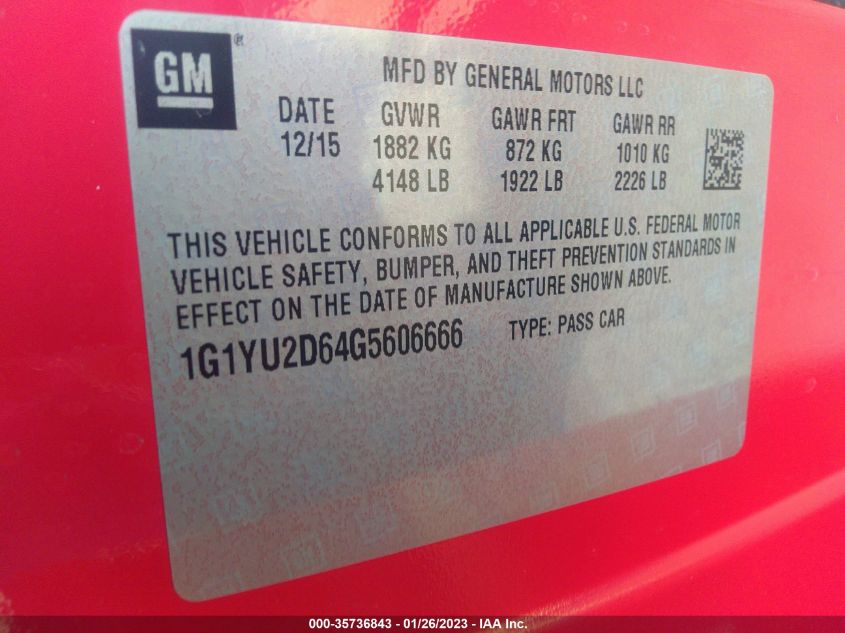 GM ®
MFD BY GENERAL MOTORS LLC
DATE GVWR GAWR FRT GAWR RR
12/15 1882 KG 872 KG 1010 KG
4148 LB 1922 LB 2226 LB
THIS VEHICLE CONFORMS TO ALL APPLICABLE U.S. FEDERAL MOTOR
VEHICLE SAFETY, BUMPER, AND THEFT PREVENTION STANDARDS IN
EFFECT ON THE DATE OF MANUFACTURE SHOWN ABOVE.
1G1YU2D64G5606666 TYPE: PASS CAR
000-35736843 - 01/26/2023 - IAA Inc.